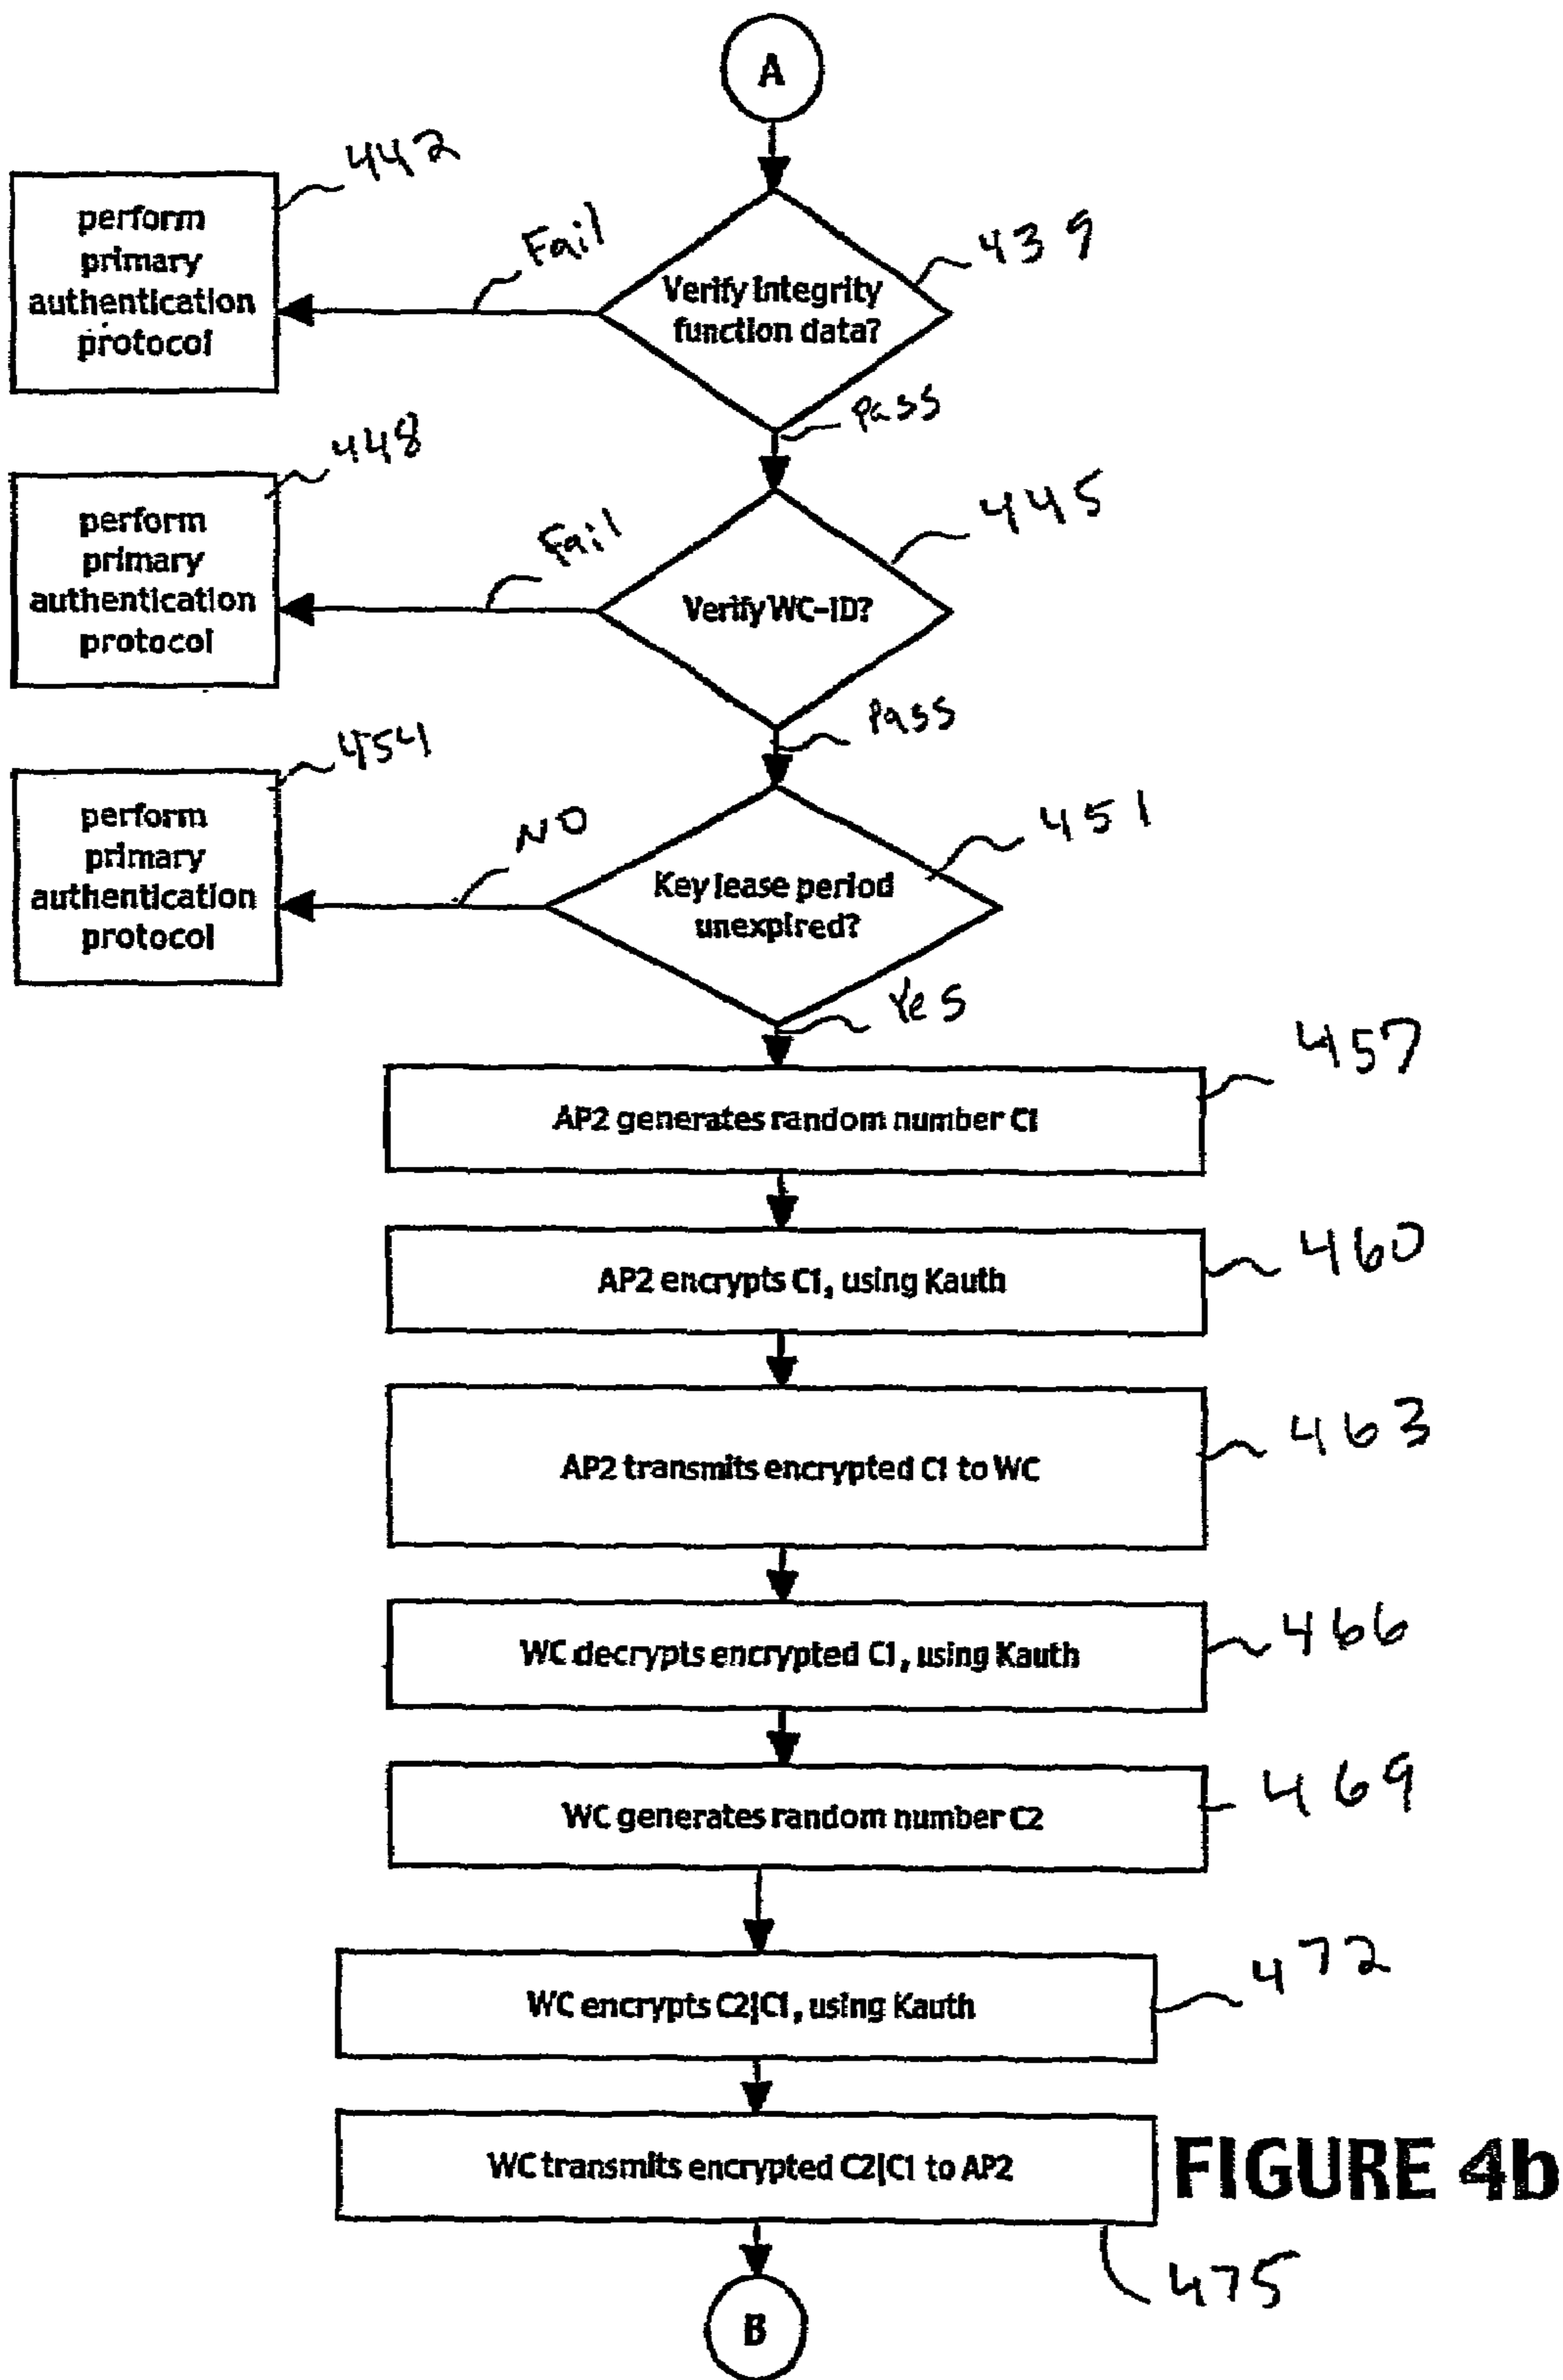 A
442
perform
primary
authentication
protocol
Fail
439
Verify integrity
function data?
Pass
448
perform
primary
authentication
protocol
Fail
445
Verify WC-ID?
Pass
454
perform
primary
authentication
protocol
NO
451
Key lease period
unexpired?
Yes
457
AP2 generates random number C1
460
AP2 encrypts C1, using Kauth
463
AP2 transmits encrypted C1 to WC
466
WC decrypts encrypted C1, using Kauth
469
WC generates random number C2
472
WC encrypts C2|C1, using Kauth
WC transmits encrypted C2|C1 to AP2
FIGURE 4b
475
B